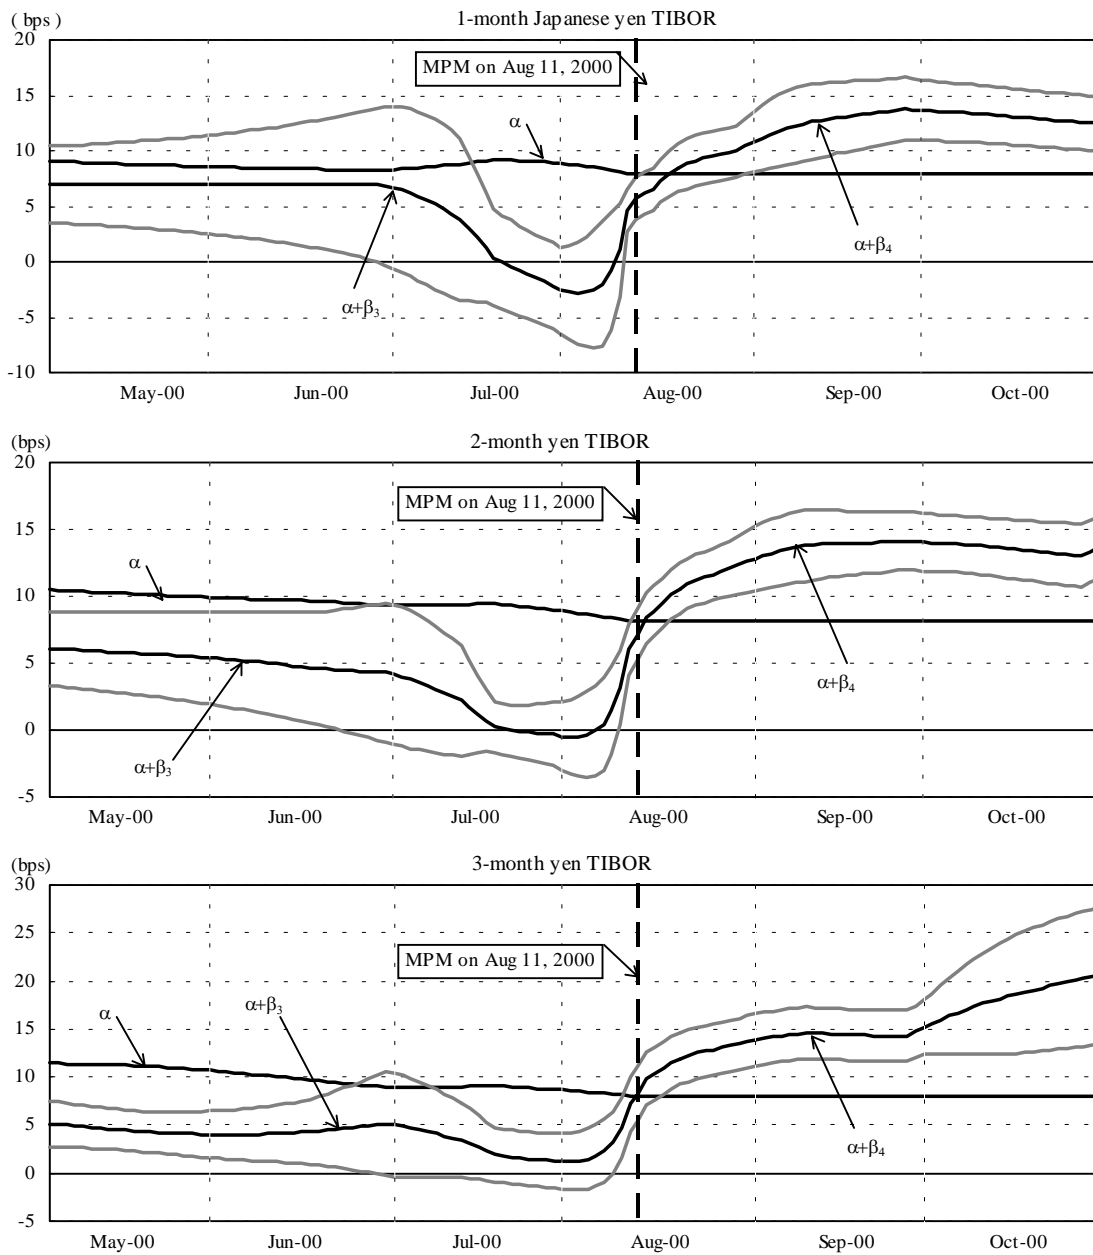 ( bps )
1-month Japanese yen TIBOR
20
MPM on Aug 11, 2000
15
α
10
5
α+β4
0
α+β3
-5
-10
May-00 Jun-00 Jul-00 Aug-00 Sep-00 Oct-00
(bps)
2-month yen TIBOR
20
MPM on Aug 11, 2000
15
α
10
5
α+β4
α+β3
0
-5
May-00 Jun-00 Jul-00 Aug-00 Sep-00 Oct-00
(bps)
3-month yen TIBOR
30
25
MPM on Aug 11, 2000
20
α
α+β3
15
10
5
α+β4
0
-5
May-00 Jun-00 Jul-00 Aug-00 Sep-00 Oct-00